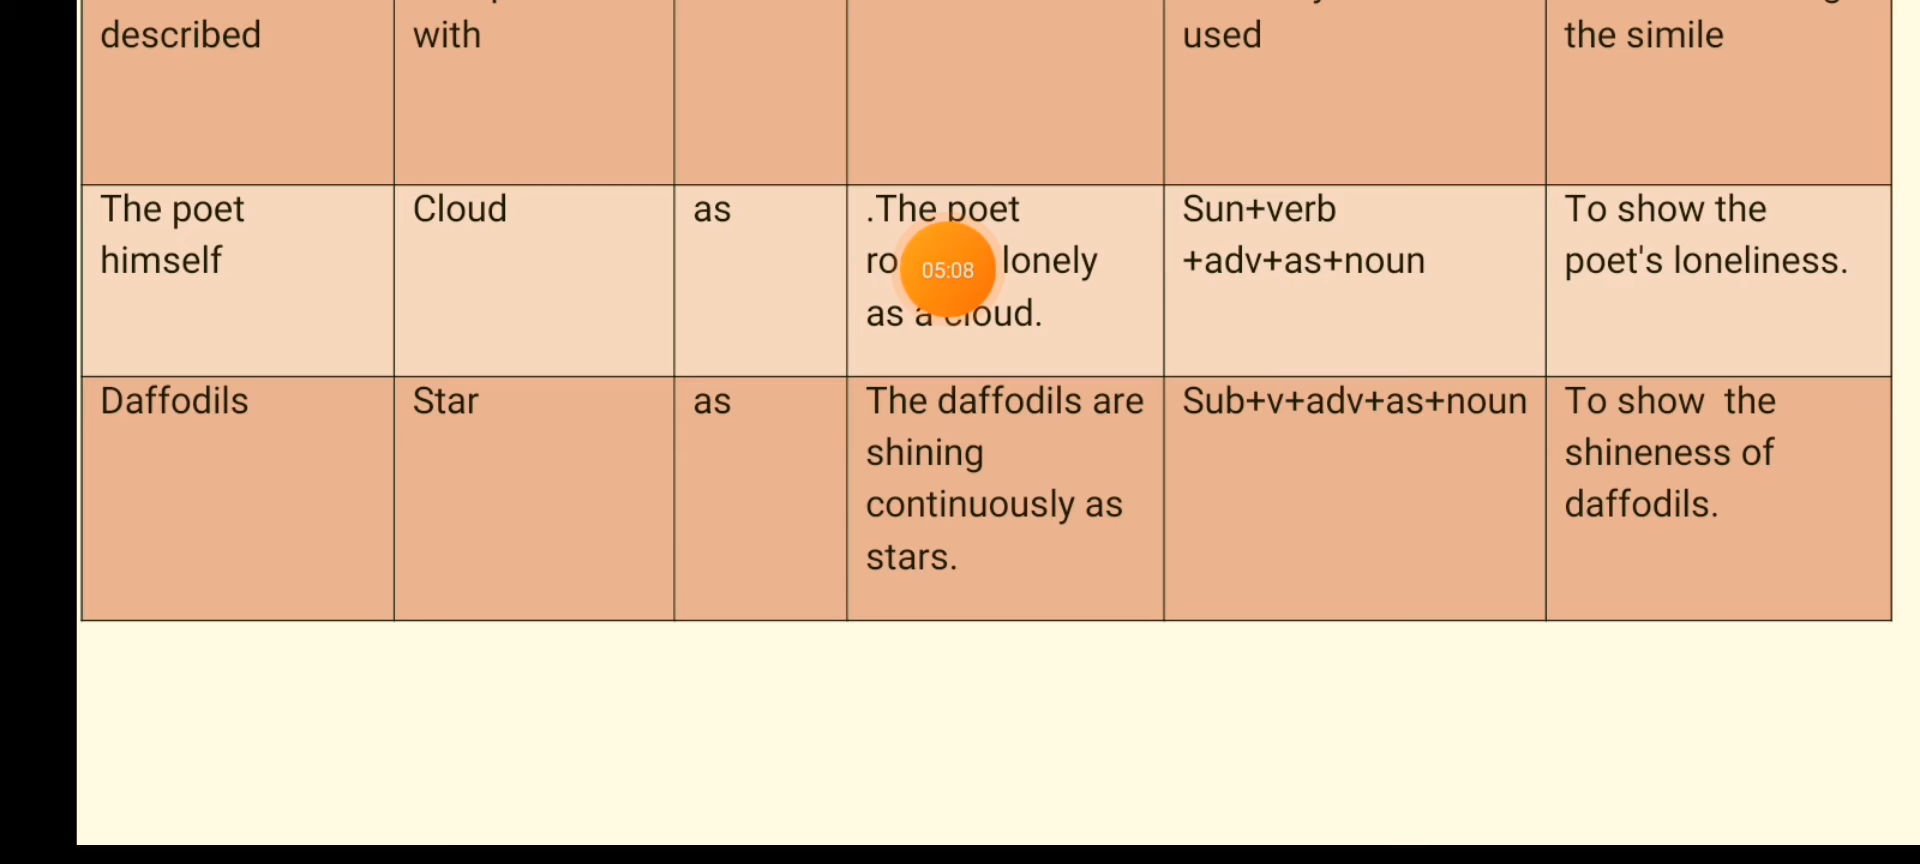 described
with
used
the simile
The poet
himself
Cloud
as
.The poet
lonely
as a cloud.
Sun+verb
+adv+as+noun
To show the
poet's loneliness.
Daffodils
Star
as
The daffodils are
shining
continuously as
stars.
Sub+v+adv+as+noun
To show  the
shineness of
daffodils.
05:08